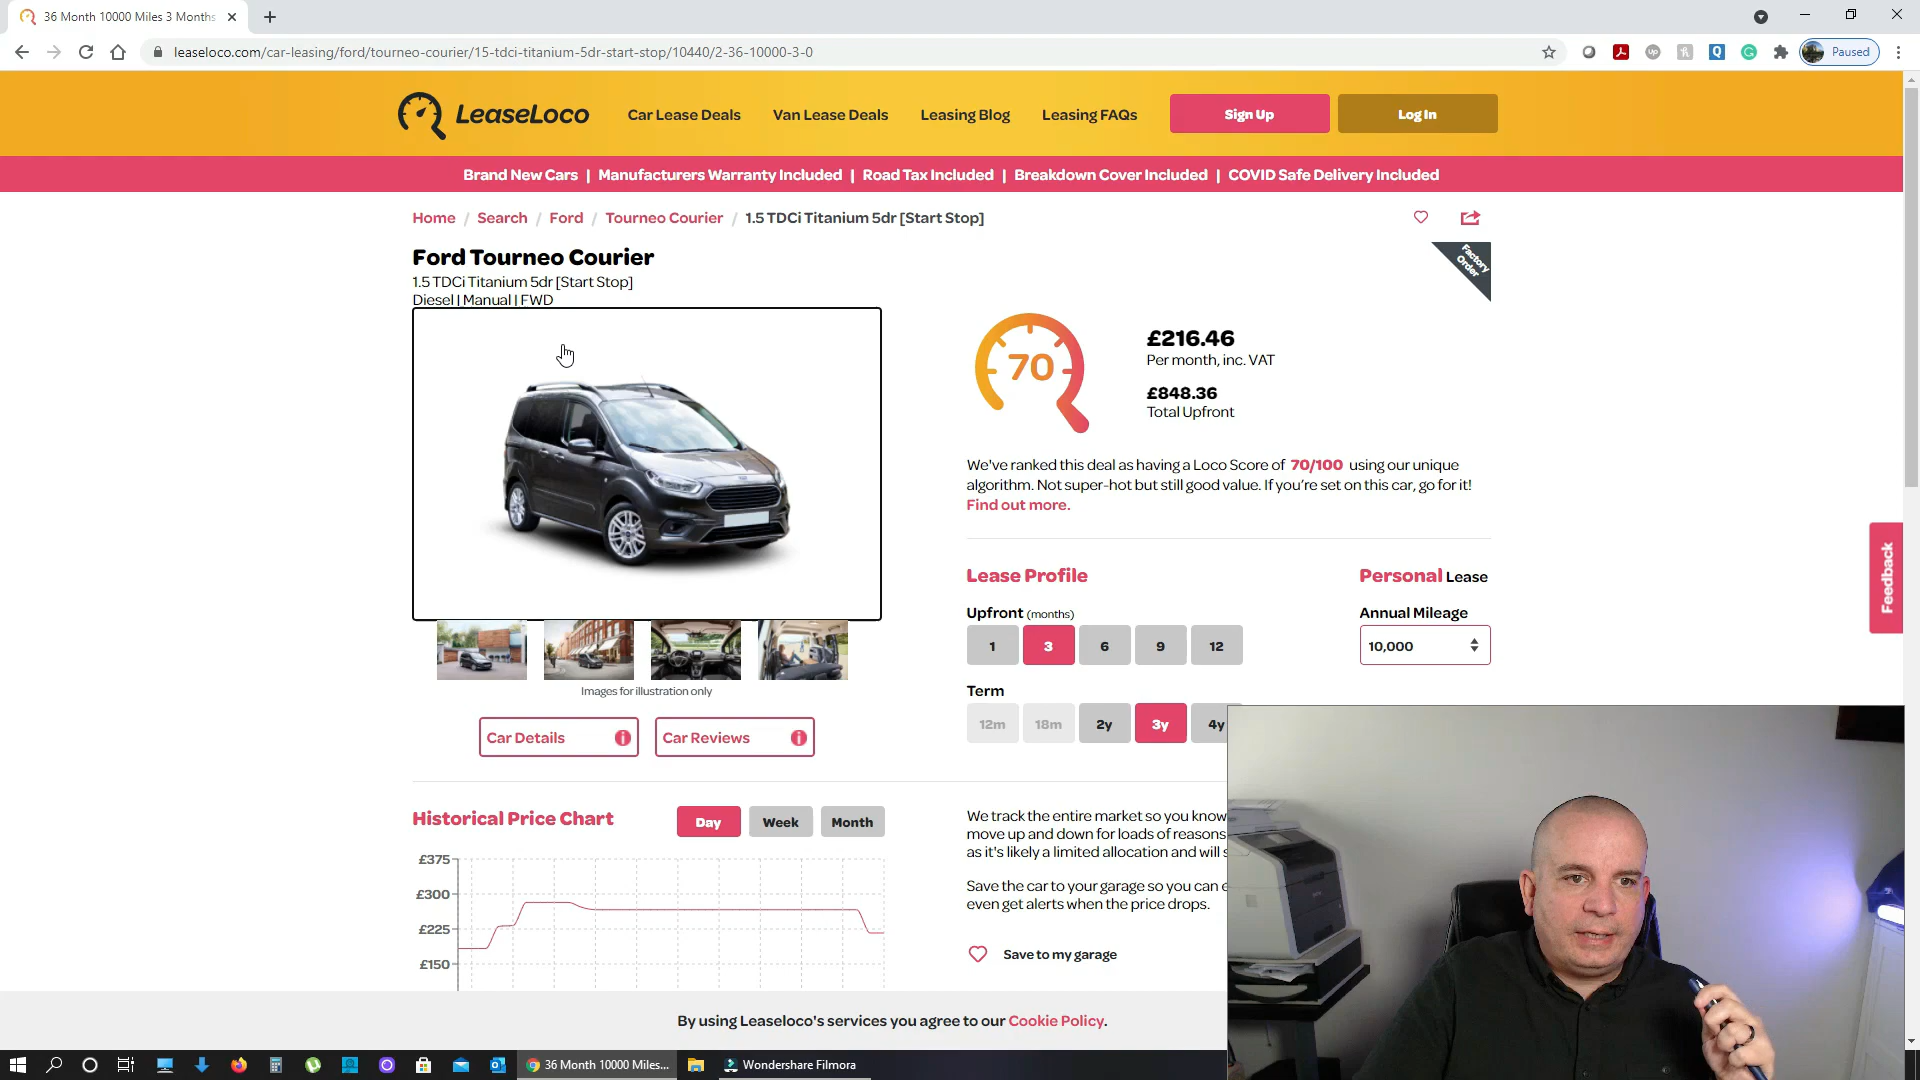 36 Month 10000 Miles 3 Months
leaseloco.com/car-leasing/ford/tourneo-courier/15-tdci-titanium-5dr-start-stop/10440/2-36-10000-3-0
Paused
LeaseLoco
Car Lease Deals
Van Lease Deals
Leasing Blog
Leasing FAQs
Sign Up
Log In
Brand New Cars | Manufacturers Warranty Included | Road Tax Included | Breakdown Cover Included | COVID Safe Delivery Included
Home / Search / Ford / Tourneo Courier / 1.5 TDCi Titanium 5dr [Start Stop]
Factory Order
Ford Tourneo Courier
1.5 TDCi Titanium 5dr [Start Stop]
Diesel | Manual | FWD
70
£216.46
Per month, inc. VAT
£848.36
Total Upfront
We've ranked this deal as having a Loco Score of 70/100 using our unique
algorithm. Not super-hot but still good value. If you're set on this car, go for it!
Find out more.
Lease Profile
Personal Lease
Upfront (months)
1 3 6 9 12
Annual Mileage
10,000
Term
12m 18m 2y 3y 4y
Feedback
Images for illustration only
Car Details
Car Reviews
Historical Price Chart
Day
Week
Month
£375
£300
£225
£150
We track the entire market so you know
move up and down for loads of reasons
as it's likely a limited allocation and will s
Save the car to your garage so you can e
even get alerts when the price drops.
Save to my garage
By using Leaseloco's services you agree to our Cookie Policy.
36 Month 10000 Miles...
Wondershare Filmora